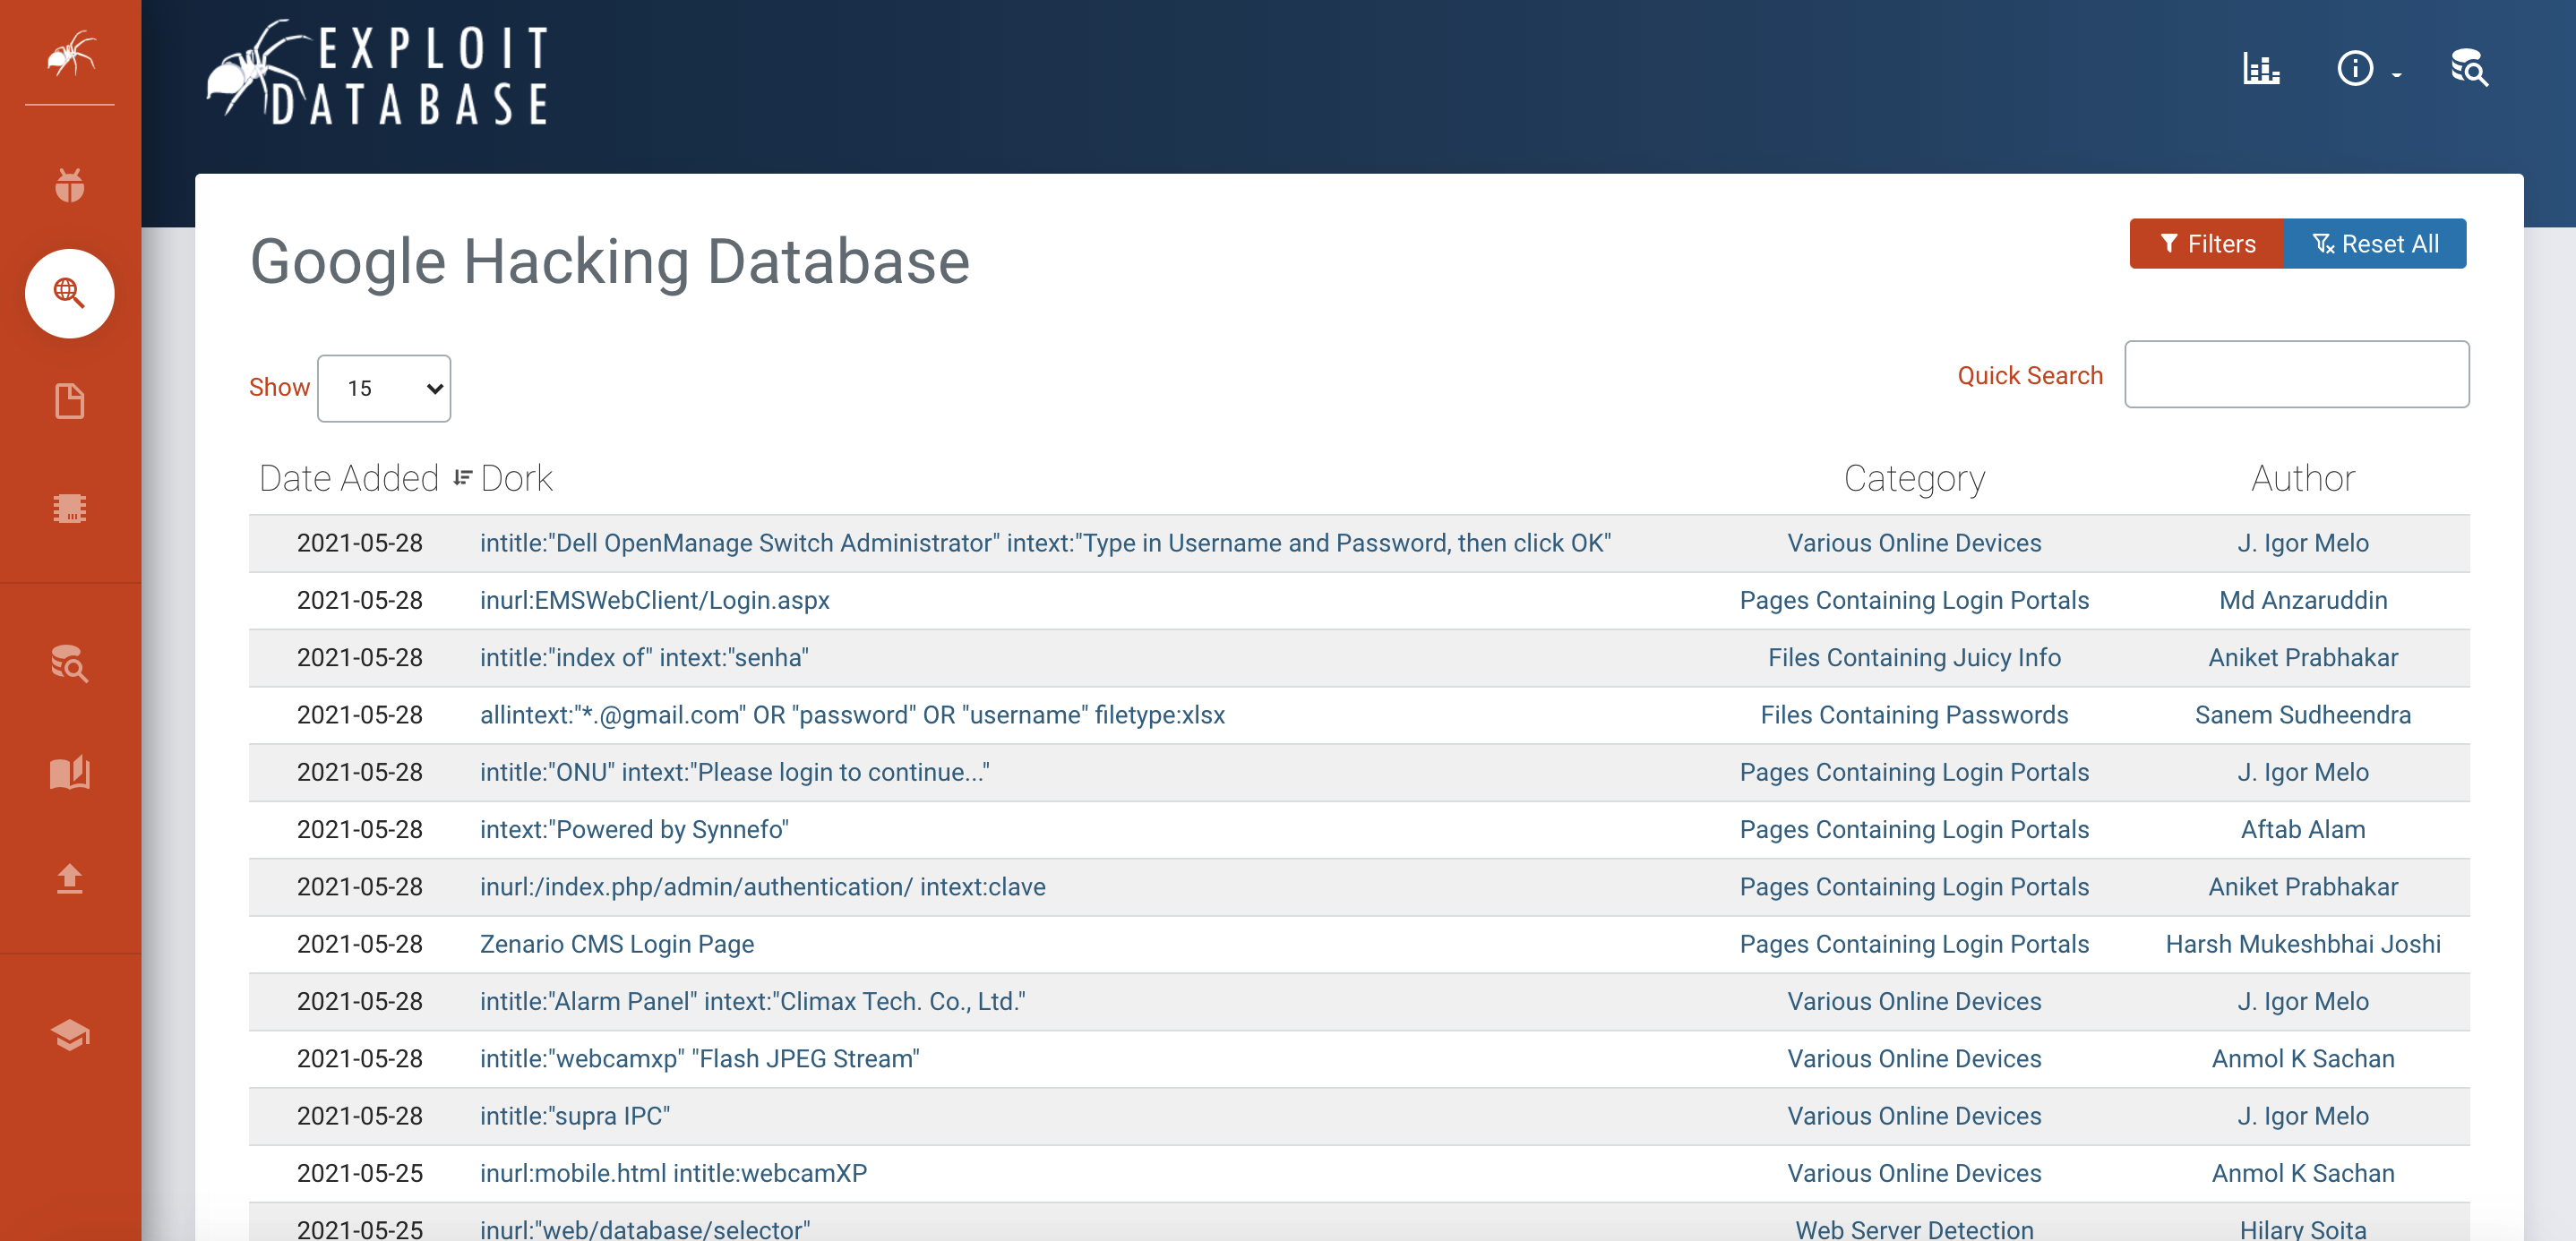 EXPLOIT
DATABASE
Google Hacking Database
Filters Reset All
Show 15 Quick Search
Date Added Dork Category Author
2021-05-28 intitle:"Dell OpenManage Switch Administrator" intext:"Type in Username and Password, then click OK" Various Online Devices J. Igor Melo
2021-05-28 inurl:EMSWebClient/Login.aspx Pages Containing Login Portals Md Anzaruddin
2021-05-28 intitle:"index of" intext:"senha" Files Containing Juicy Info Aniket Prabhakar
2021-05-28 allintext:"*.@gmail.com" OR "password" OR "username" filetype:xlsx Files Containing Passwords Sanem Sudheendra
2021-05-28 intitle:"ONU" intext:"Please login to continue..." Pages Containing Login Portals J. Igor Melo
2021-05-28 intext:"Powered by Synnefo" Pages Containing Login Portals Aftab Alam
2021-05-28 inurl:/index.php/admin/authentication/ intext:clave Pages Containing Login Portals Aniket Prabhakar
2021-05-28 Zenario CMS Login Page Pages Containing Login Portals Harsh Mukeshbhai Joshi
2021-05-28 intitle:"Alarm Panel" intext:"Climax Tech. Co., Ltd." Various Online Devices J. Igor Melo
2021-05-28 intitle:"webcamxp" "Flash JPEG Stream" Various Online Devices Anmol K Sachan
2021-05-28 intitle:"supra IPC" Various Online Devices J. Igor Melo
2021-05-25 inurl:mobile.html intitle:webcamXP Various Online Devices Anmol K Sachan
2021-05-25 inurl:"web/database/selector" Web Server Detection Hilary Soita